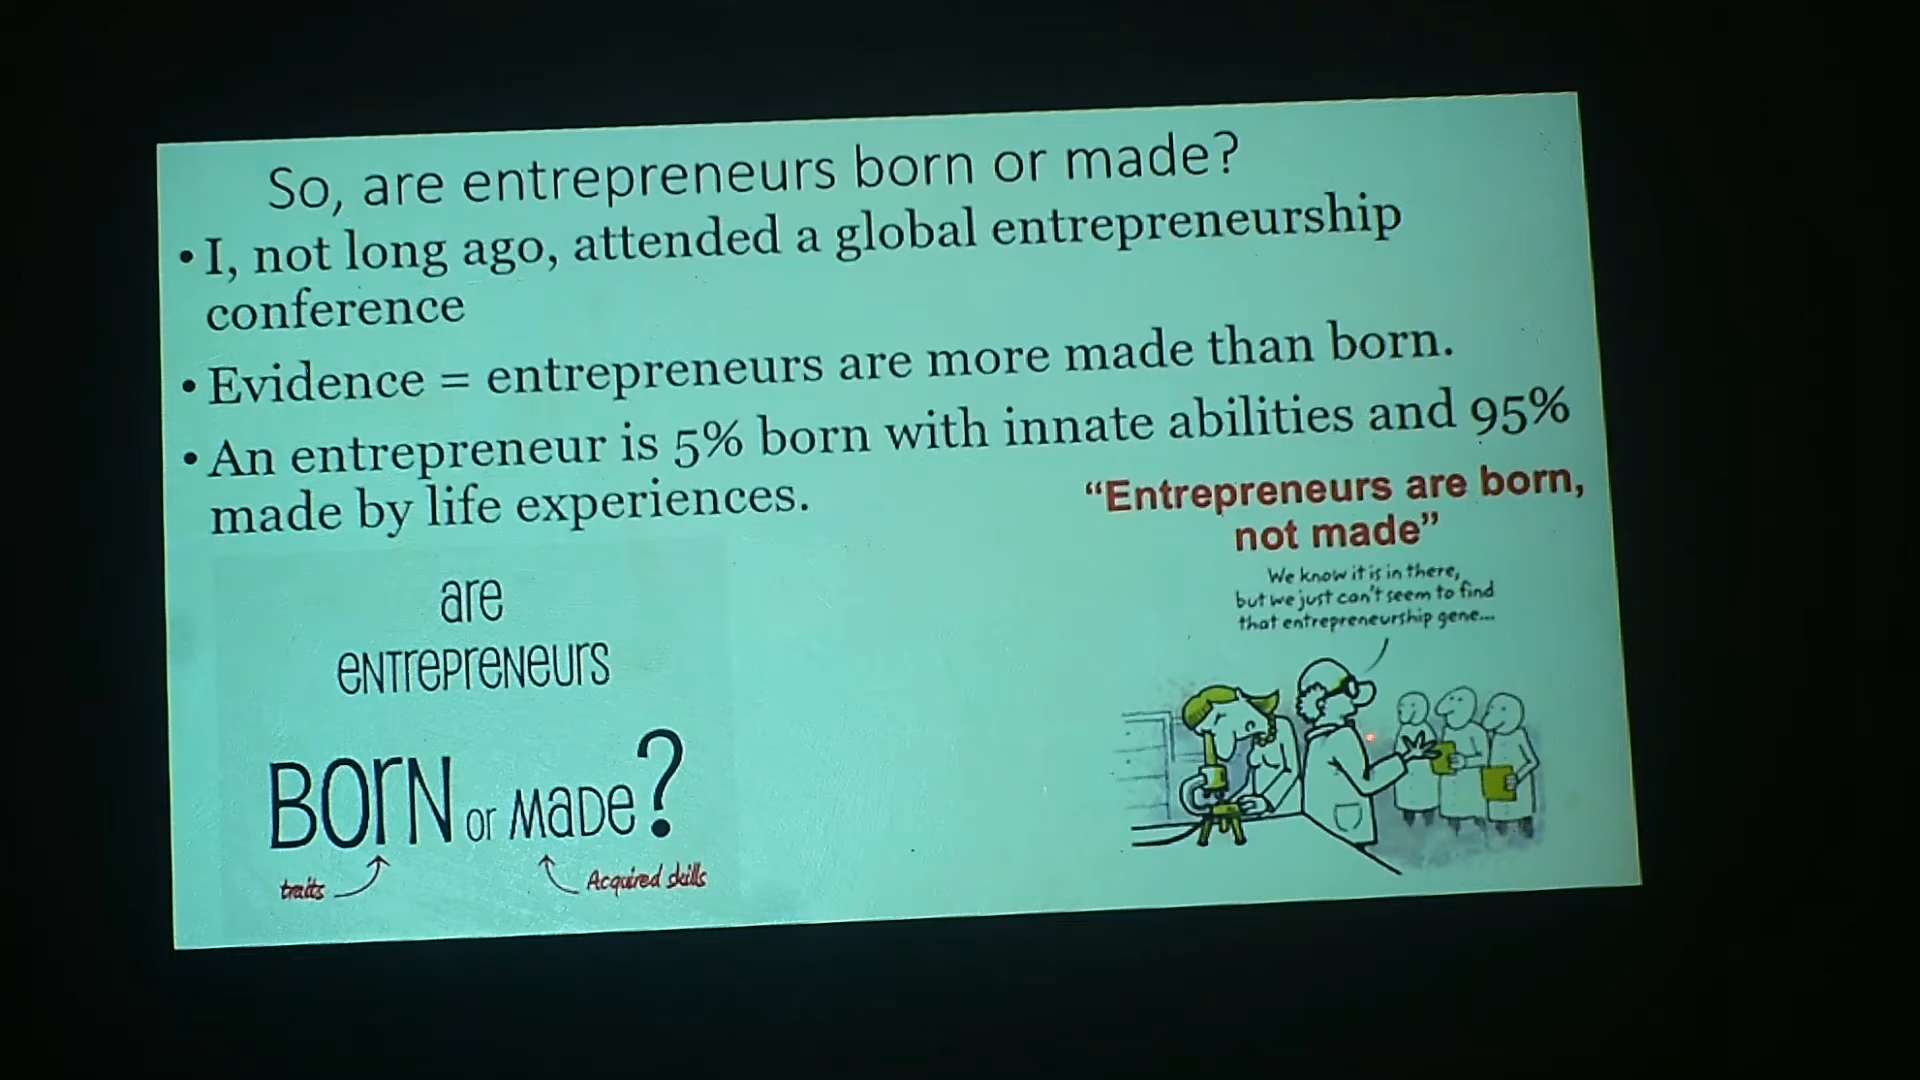 So, are entrepreneurs born or made?
• I, not long ago, attended a global entrepreneurship
conference
• Evidence = entrepreneurs are more made than born.
• An entrepreneur is 5% born with innate abilities and 95%
made by life experiences.
“Entrepreneurs are born,
not made”
We know it is in there,
but we just can't seem to find
that entrepreneurship gene...
are
eNTrePreNeurs
BOrN or MaDe?
traits
Acquired skills